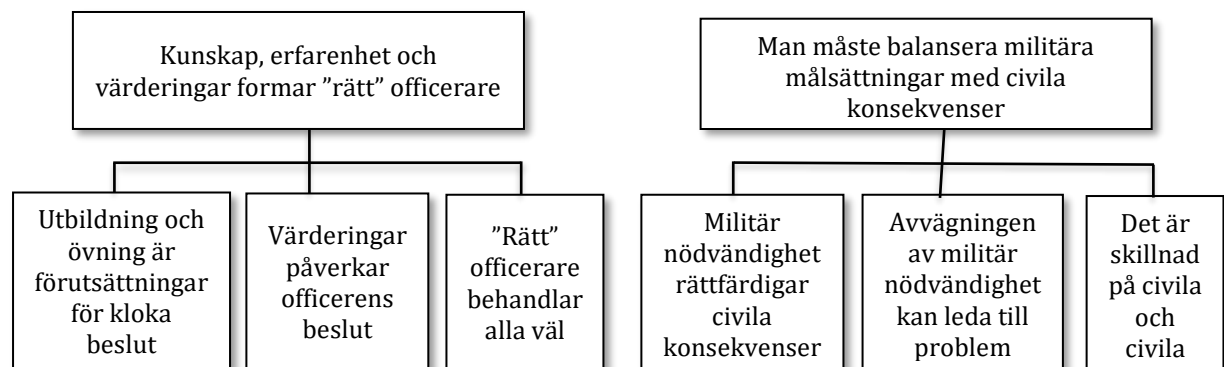 Kunskap, erfarenhet och
värderingar formar ”rätt” officerare
Man måste balansera militära
målsättningar med civila
konsekvenser
Utbildning och
övning är
förutsättningar
för kloka
beslut
Värderingar
påverkar
officerens
beslut
”Rätt”
officerare
behandlar
alla väl
Militär
nödvändighet
rättfärdigar
civila
konsekvenser
Avvägningen
av militär
nödvändighet
kan leda till
problem
Det är
skillnad
på civila
och
civila